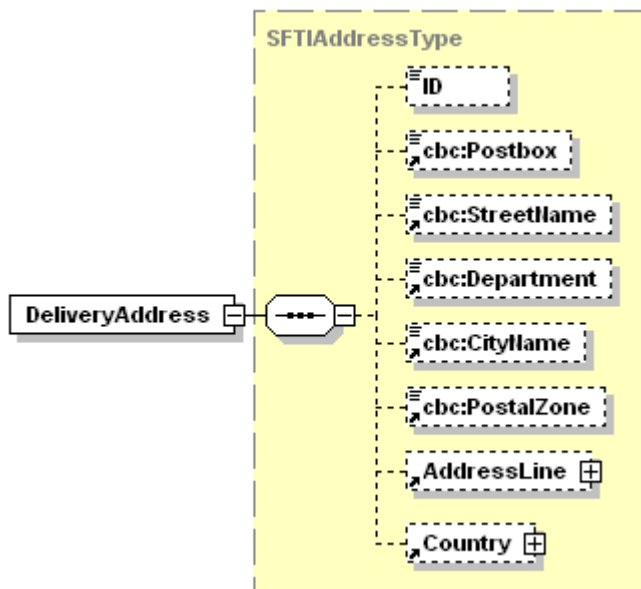 SFTIAddressType
ID
cbc:Postbox
cbc:StreetName
cbc:Department
DeliveryAddress
cbc:CityName
cbc:PostalZone
AddressLine
Country